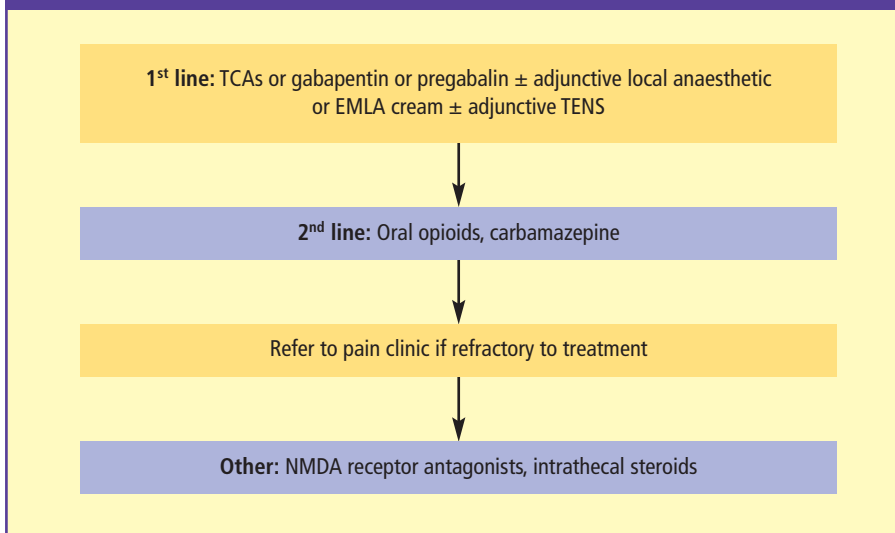 1st line: TCAs or gabapentin or pregabalin ± adjunctive local anaesthetic
or EMLA cream ± adjunctive TENS
2nd line: Oral opioids, carbamazepine
Refer to pain clinic if refractory to treatment
Other: NMDA receptor antagonists, intrathecal steroids